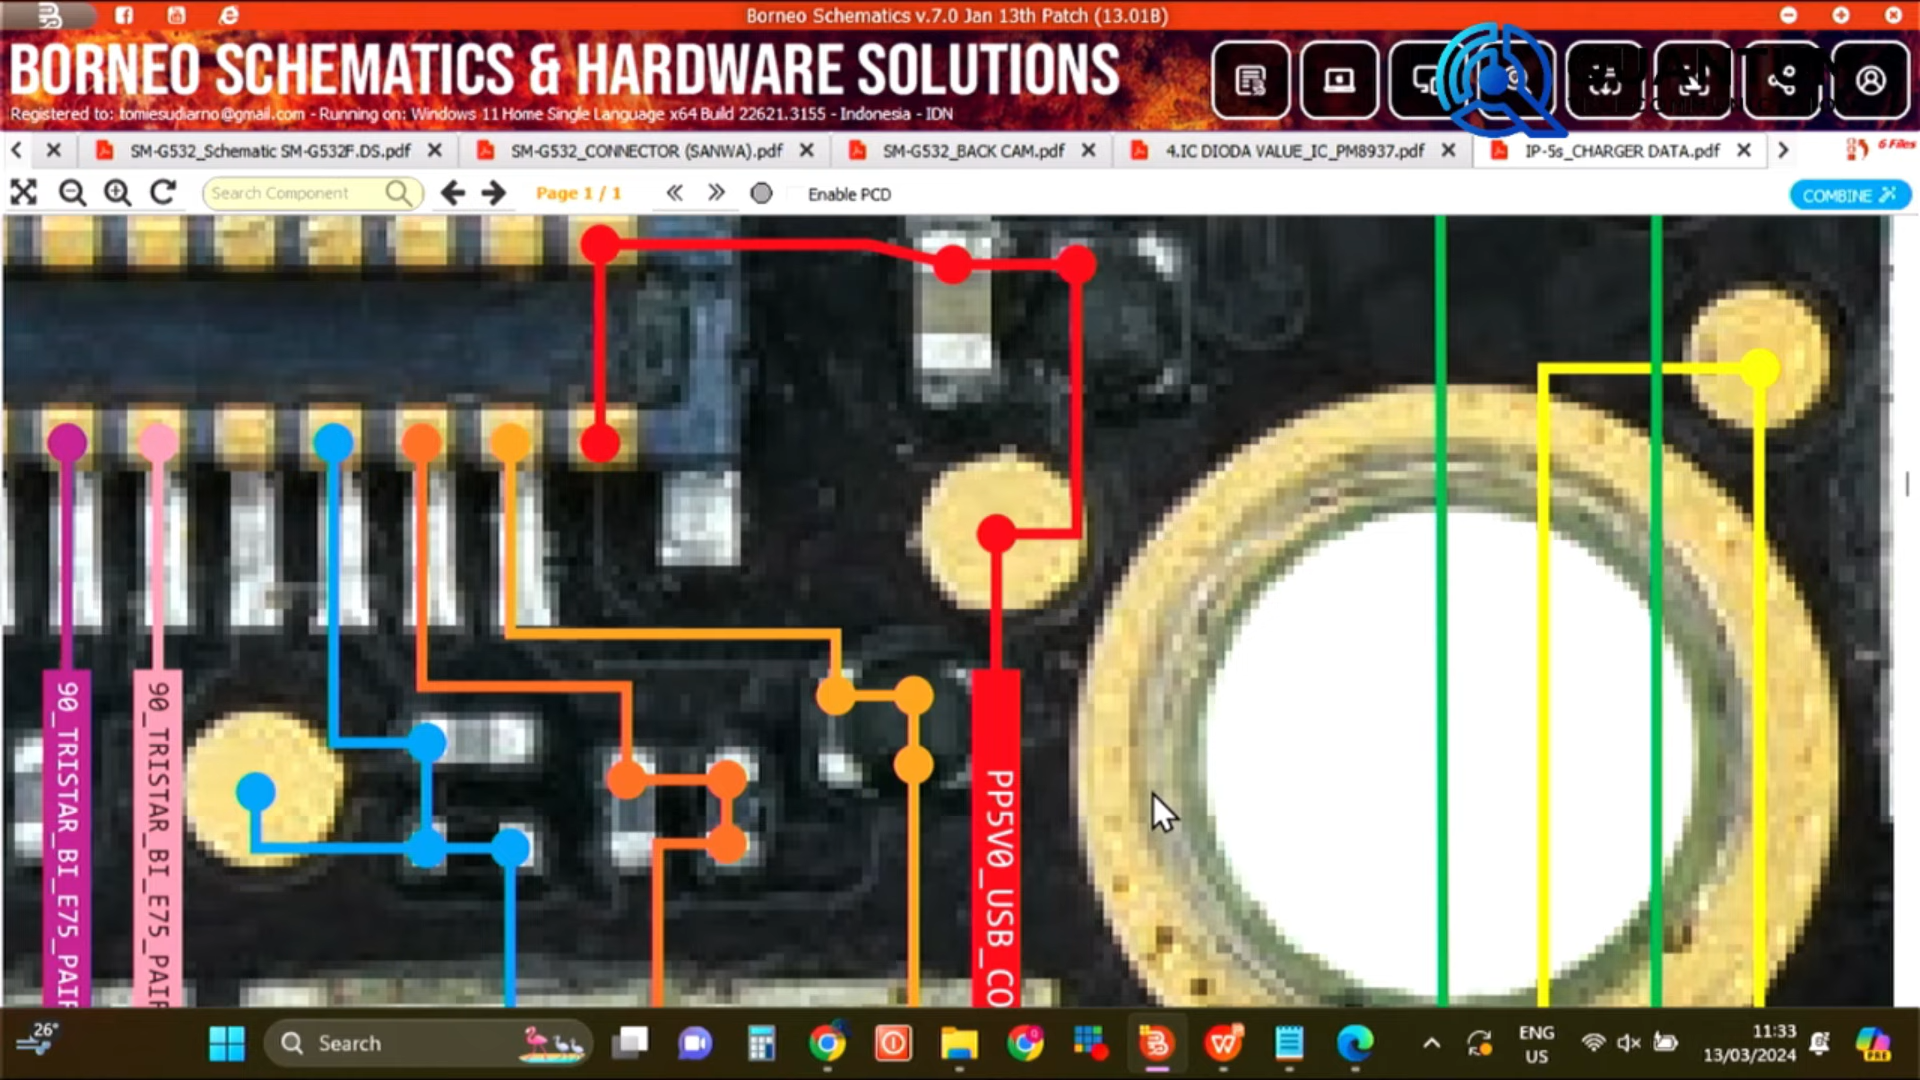 Borneo Schematics v.7.0 Jan 13th Patch (13.01B)
BORNEO SCHEMATICS & HARDWARE SOLUTIONS
Registered to: tomiesudiarno@gmail.com - Running on: Windows 11 Home Single Language x64 Build 22621.3155 - Indonesia - IDN
SM-G532_Schematic SM-G532F.DS.pdf
SM-G532_CONNECTOR (SANWA).pdf
SM-G532_BACK CAM.pdf
4.IC DIODA VALUE_IC_PM8937.pdf
IP-5s_CHARGER DATA.pdf
6 Files
Search Component
Page 1 / 1
Enable PCD
COMBINE
90_TRISTAR_BI_E75_PAIR
90_TRISTAR_BI_E75_PAIR
PP5V0_USB_CO
26°
Search
ENG
US
11:33
13/03/2024
PRE